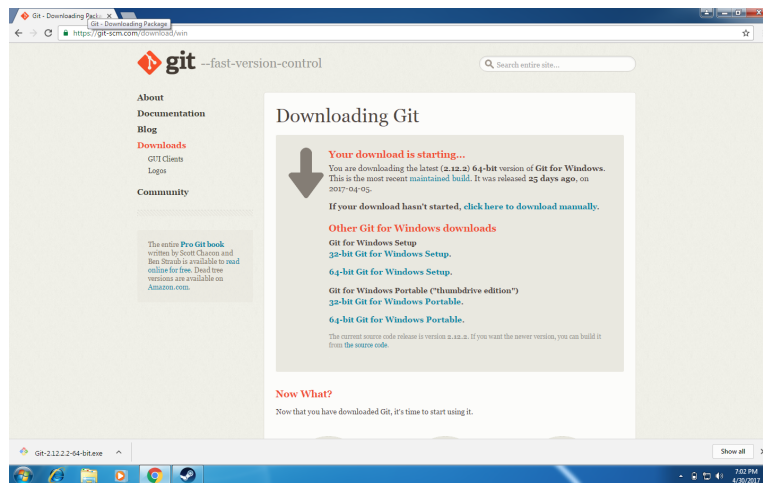 Git - Downloading Pack
Git - Downloading Package
https://git-scm.com/download/win
git --fast-version-control
Search entire site...
About
Documentation
Blog
Downloads
GUI Clients
Logos
Community
The entire Pro Git book
written by Scott Chacon and
Ben Straub is available to read
online for free. Dead tree
versions are available on
Amazon.com.
Downloading Git
Your download is starting...
You are downloading the latest (2.12.2) 64-bit version of Git for Windows.
This is the most recent maintained build. It was released 25 days ago, on
2017-04-05.
If your download hasn't started, click here to download manually.
Other Git for Windows downloads
Git for Windows Setup
32-bit Git for Windows Setup.
64-bit Git for Windows Setup.
Git for Windows Portable ("thumbdrive edition")
32-bit Git for Windows Portable.
64-bit Git for Windows Portable.
The current source code release is version 2.12.2. If you want the newer version, you can build it
from the source code.
Now What?
Now that you have downloaded Git, it's time to start using it.
Git-2.12.2.2-64-bit.exe
Show all
7:02 PM
4/30/2017